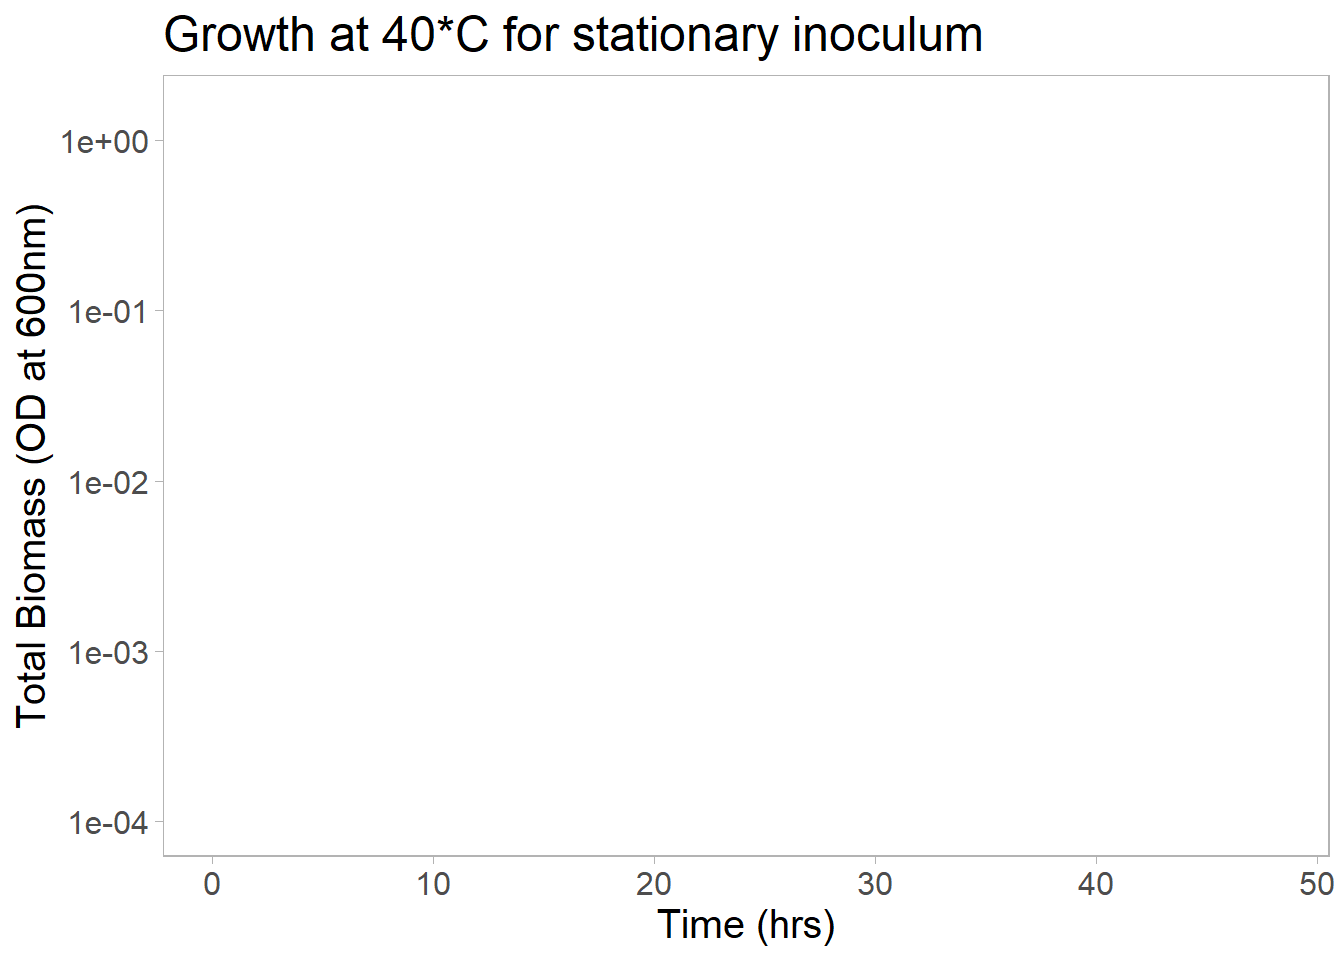 Growth at 40*C for stationary inoculum
Total Biomass (OD at 600nm)
1e+00
1e-01
1e-02
1e-03
1e-04
0 10 20 30 40 50
Time (hrs)